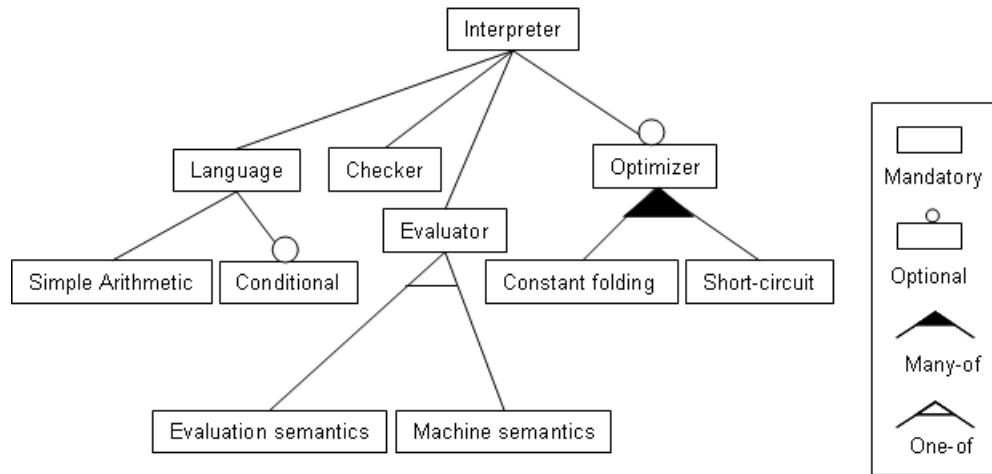 Interpreter
Language
Checker
Optimizer
Evaluator
Simple Arithmetic
Conditional
Constant folding
Short-circuit
Evaluation semantics
Machine semantics
Mandatory
Optional
Many-of
One-of